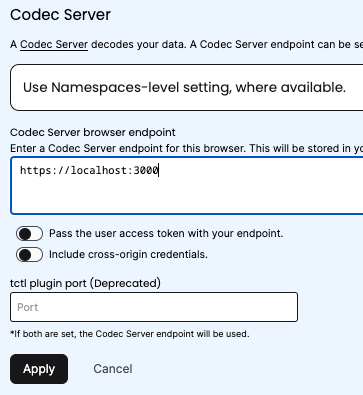 Codec Server
A Codec Server decodes your data. A Codec Server endpoint can be se
Use Namespaces-level setting, where available.
Codec Server browser endpoint
Enter a Codec Server endpoint for this browser. This will be stored in yo
https://localhost:3000
Pass the user access token with your endpoint.
Include cross-origin credentials.
tctl plugin port (Deprecated)
Port
*If both are set, the Codec Server endpoint will be used.
Apply Cancel